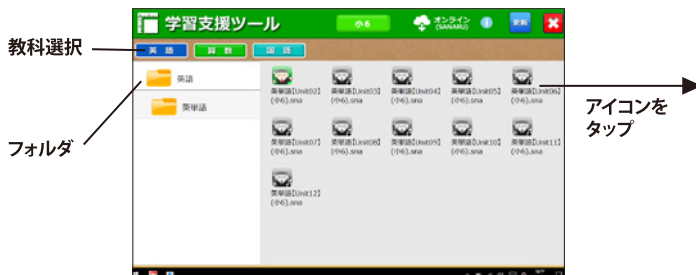 学習支援ツール
小6
オンライン
(SANARU)
更新
教科選択
英語
算数
国語
英語
英単語
フォルダ
英単語【Unit02】
(小6).sna
英単語【Unit03】
(小6).sna
英単語【Unit04】
(小6).sna
英単語【Unit05】
(小6).sna
英単語【Unit06】
(小6).sna
英単語【Unit07】
(小6).sna
英単語【Unit08】
(小6).sna
英単語【Unit09】
(小6).sna
英単語【Unit10】
(小6).sna
英単語【Unit11】
(小6).sna
英単語【Unit12】
(小6).sna
アイコンを
タップ